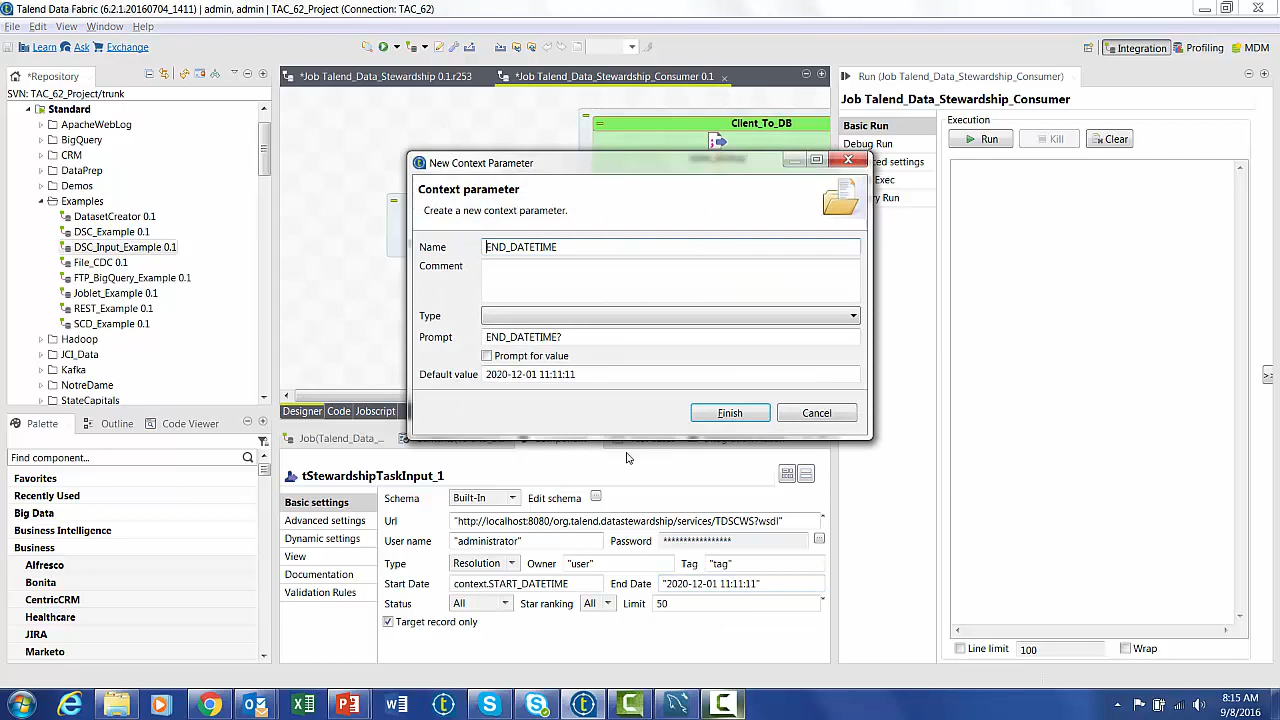 Talend Data Fabric (6.2.1.20160704_1411) | admin, admin | TAC_62_Project (Connection: TAC_62)
File Edit View Window Help
Learn Ask Exchange
Integration Profiling MDM
*Repository
SVN: TAC_62_Project/trunk
Standard
ApacheWebLog
BigQuery
CRM
DataPrep
Demos
Examples
DatasetCreator 0.1
DSC_Example 0.1
DSC_Input_Example 0.1
File_CDC 0.1
FTP_BigQuery_Example 0.1
Joblet_Example 0.1
REST_Example 0.1
SCD_Example 0.1
Hadoop
JCI_Data
Kafka
NotreDame
StateCapitals
*Job Talend_Data_Stewardship 0.1.r253
*Job Talend_Data_Stewardship_Consumer 0.1
Client_To_DB
New Context Parameter
Context parameter
Create a new context parameter.
Name END_DATETIME
Comment
Type
Prompt END_DATETIME?
Prompt for value
Default value 2020-12-01 11:11:11
Finish Cancel
Designer Code Jobscript
Run (Job Talend_Data_Stewardship_Consumer)
Job Talend_Data_Stewardship_Consumer
Basic Run
Debug Run
ed settings
Exec
ry Run
Execution
Run Kill Clear
Line limit 100 Wrap
Palette Outline Code Viewer
Find component...
Favorites
Recently Used
Big Data
Business Intelligence
Business
Alfresco
Bonita
CentricCRM
Healthcare
JIRA
Marketo
Job(Talend_Data_...
tStewardshipTaskInput_1
Basic settings
Advanced settings
Dynamic settings
View
Documentation
Validation Rules
Schema Built-In Edit schema
Url "http://localhost:8080/org.talend.datastewardship/services/TDSCWS?wsdl"
User name "administrator" Password ****************
Type Resolution Owner "user" Tag "tag"
Start Date context.START_DATETIME End Date "2020-12-01 11:11:11"
Status All Star ranking All Limit 50
Target record only
8:15 AM
9/8/2016